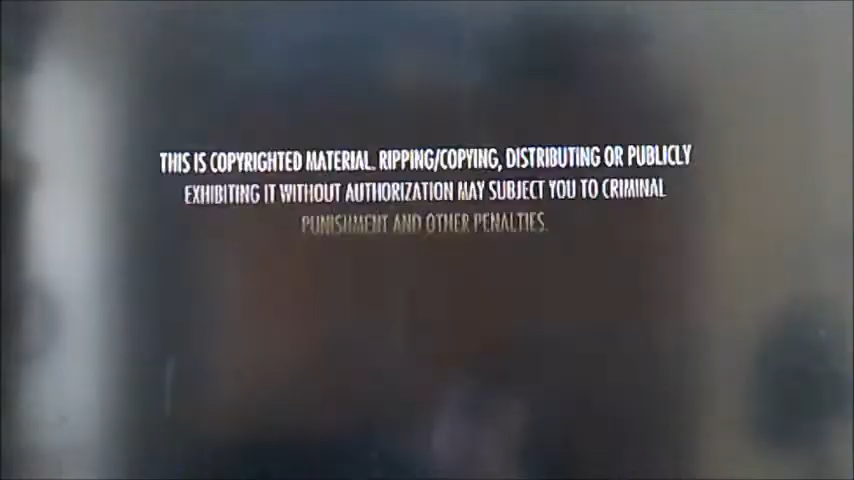 THIS IS COPYRIGHTED MATERIAL. RIPPING/COPYING, DISTRIBUTING OR PUBLICLY
EXHIBITING IT WITHOUT AUTHORIZATION MAY SUBJECT YOU TO CRIMINAL
PUNISHMENT AND OTHER PENALTIES.